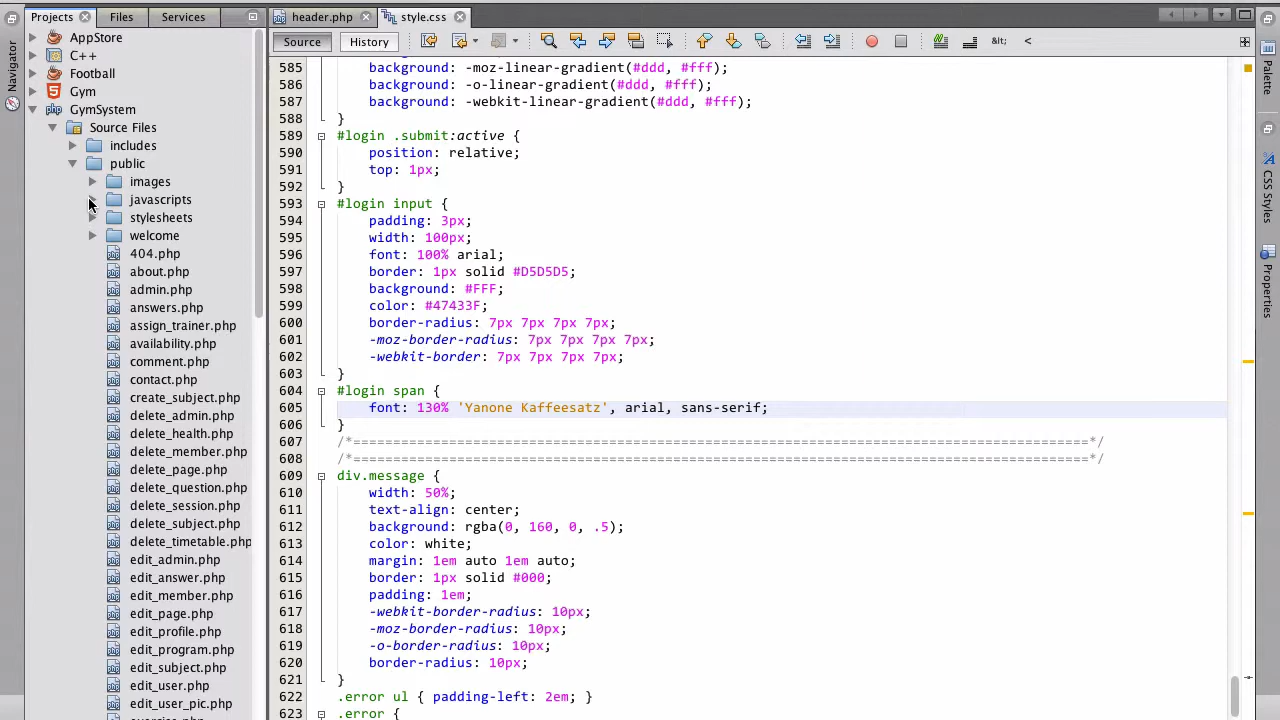 Projects
Files
Services
header.php
style.css
Navigator
Source
History
&lt;
<
Palette
CSS Styles
Properties
AppStore
C++
Football
Gym
GymSystem
Source Files
includes
public
images
javascripts
stylesheets
welcome
404.php
about.php
admin.php
answers.php
assign_trainer.php
availability.php
comment.php
contact.php
create_subject.php
delete_admin.php
delete_health.php
delete_member.php
delete_page.php
delete_question.php
delete_session.php
delete_subject.php
delete_timetable.php
edit_admin.php
edit_answer.php
edit_member.php
edit_page.php
edit_profile.php
edit_program.php
edit_subject.php
edit_user.php
edit_user_pic.php
585 background: -moz-linear-gradient(#ddd, #fff);
586 background: -o-linear-gradient(#ddd, #fff);
587 background: -webkit-linear-gradient(#ddd, #fff);
588 }
589 #login .submit:active {
590 position: relative;
591 top: 1px;
592 }
593 #login input {
594 padding: 3px;
595 width: 100px;
596 font: 100% arial;
597 border: 1px solid #D5D5D5;
598 background: #FFF;
599 color: #47433F;
600 border-radius: 7px 7px 7px 7px;
601 -moz-border-radius: 7px 7px 7px 7px;
602 -webkit-border: 7px 7px 7px 7px;
603 }
604 #login span {
605 font: 130% 'Yanone Kaffeesatz', arial, sans-serif;
606 }
607 /*============================================================================================*/
608 /*============================================================================================*/
609 div.message {
610 width: 50%;
611 text-align: center;
612 background: rgba(0, 160, 0, .5);
613 color: white;
614 margin: 1em auto 1em auto;
615 border: 1px solid #000;
616 padding: 1em;
617 -webkit-border-radius: 10px;
618 -moz-border-radius: 10px;
619 -o-border-radius: 10px;
620 border-radius: 10px;
621 }
622 .error ul { padding-left: 2em; }
623 .error {